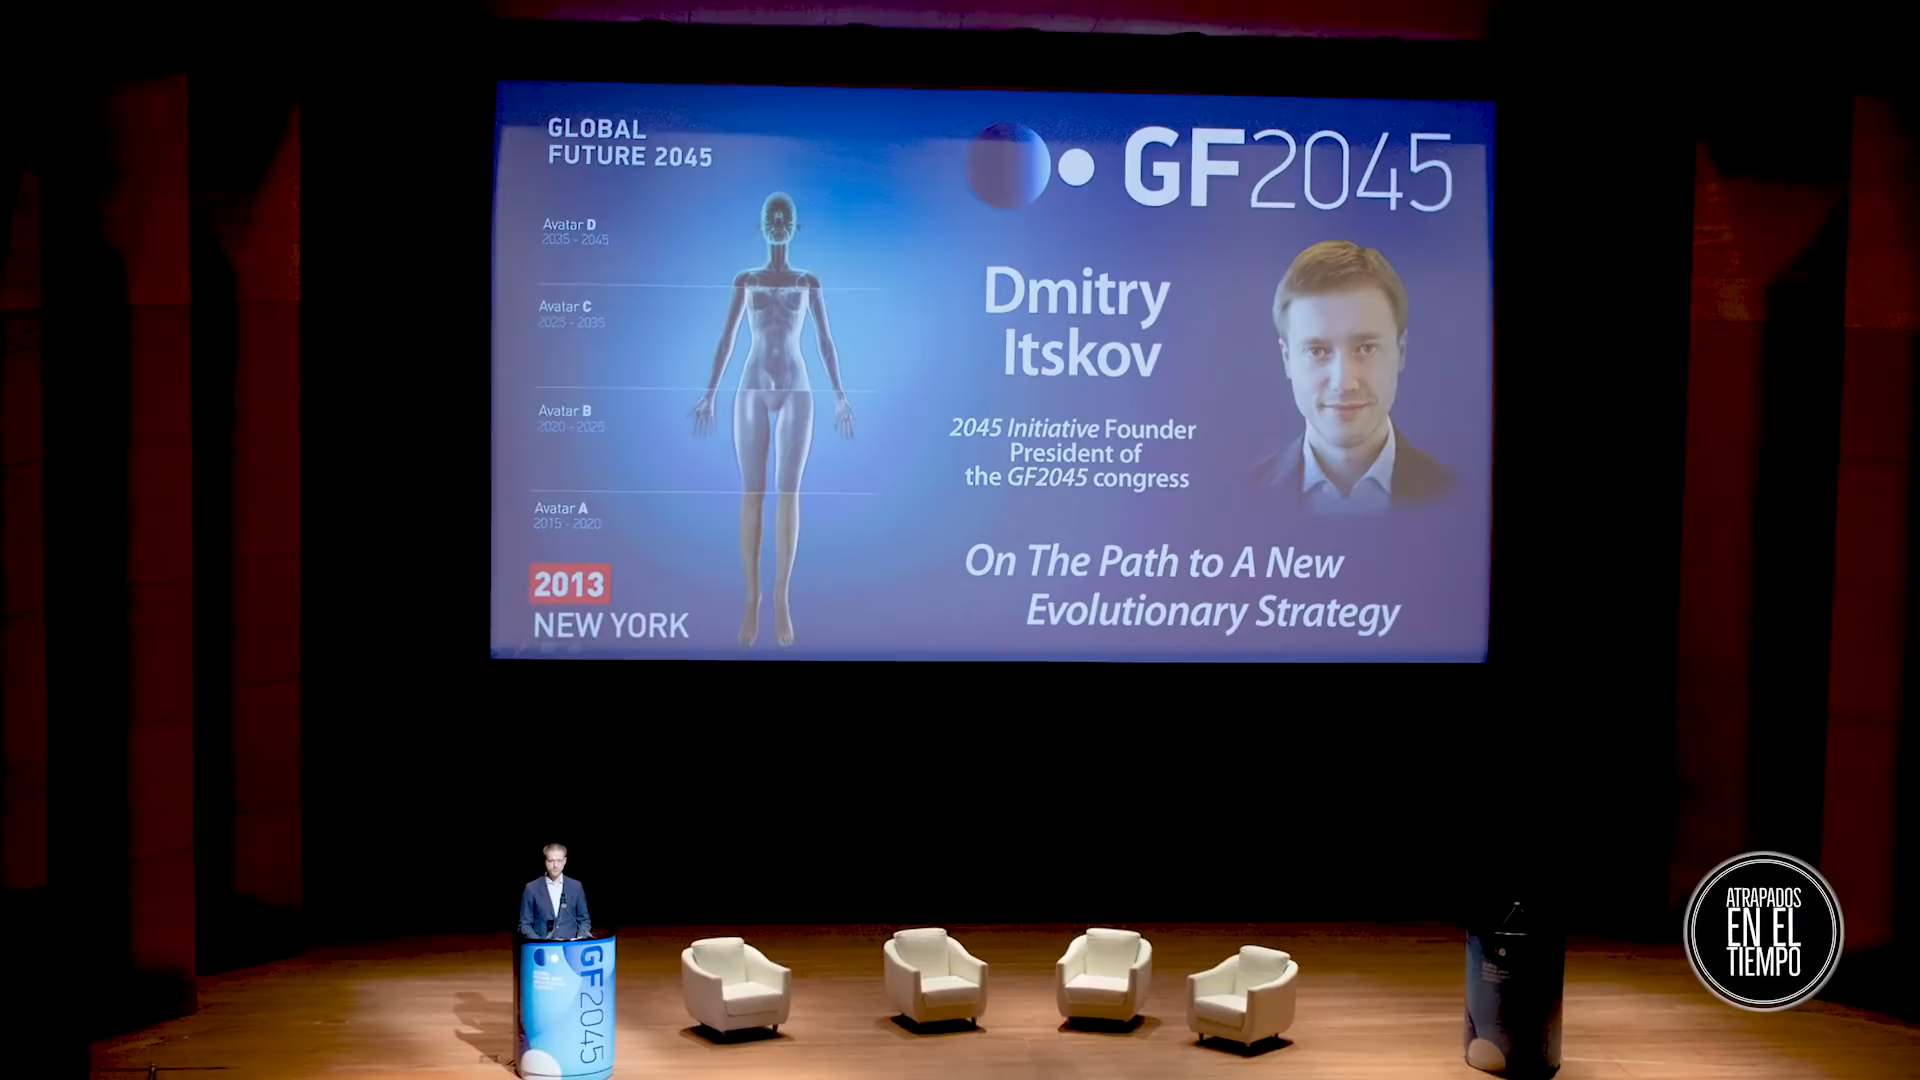 GLOBAL
FUTURE 2045
Avatar D
2035 - 2045
Avatar C
2025 - 2035
Avatar B
2020 - 2025
Avatar A
2015 - 2020
2013
NEW YORK
GF2045
Dmitry
Itskov
2045 Initiative Founder
President of
the GF2045 congress
On The Path to A New
Evolutionary Strategy
GF2045
ATRAPADOS
EN EL
TIEMPO